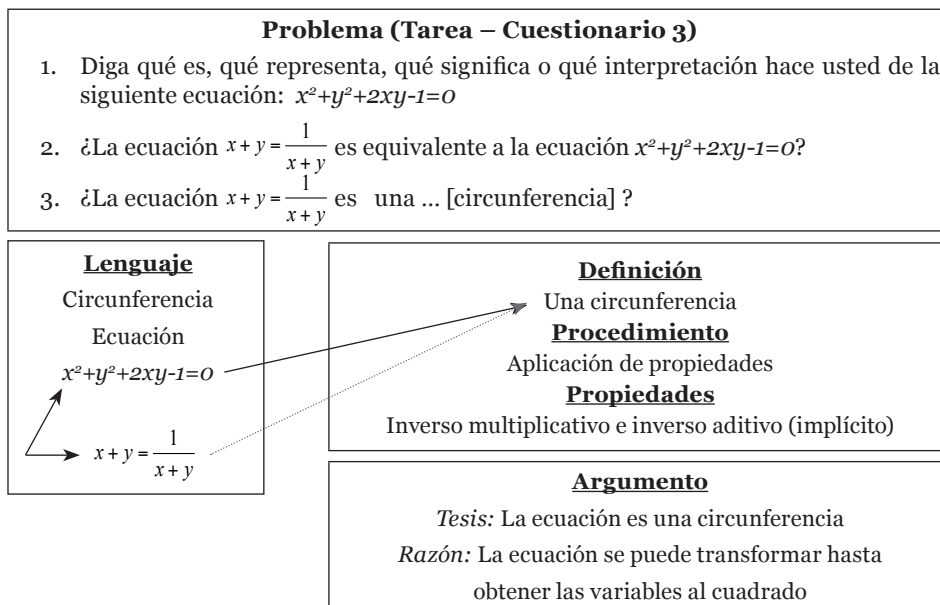 Problema (Tarea – Cuestionario 3)
1. Diga qué es, qué representa, qué significa o qué interpretación hace usted de la
siguiente ecuación: x²+y²+2xy-1=0
2. ¿La ecuación x + y = 1/(x + y) es equivalente a la ecuación x²+y²+2xy-1=0?
3. ¿La ecuación x + y = 1/(x + y) es una ... [circunferencia] ?
Lenguaje
Circunferencia
Ecuación
x²+y²+2xy-1=0
x + y = 1/(x + y)
Definición
Una circunferencia
Procedimiento
Aplicación de propiedades
Propiedades
Inverso multiplicativo e inverso aditivo (implícito)
Argumento
Tesis: La ecuación es una circunferencia
Razón: La ecuación se puede transformar hasta
obtener las variables al cuadrado